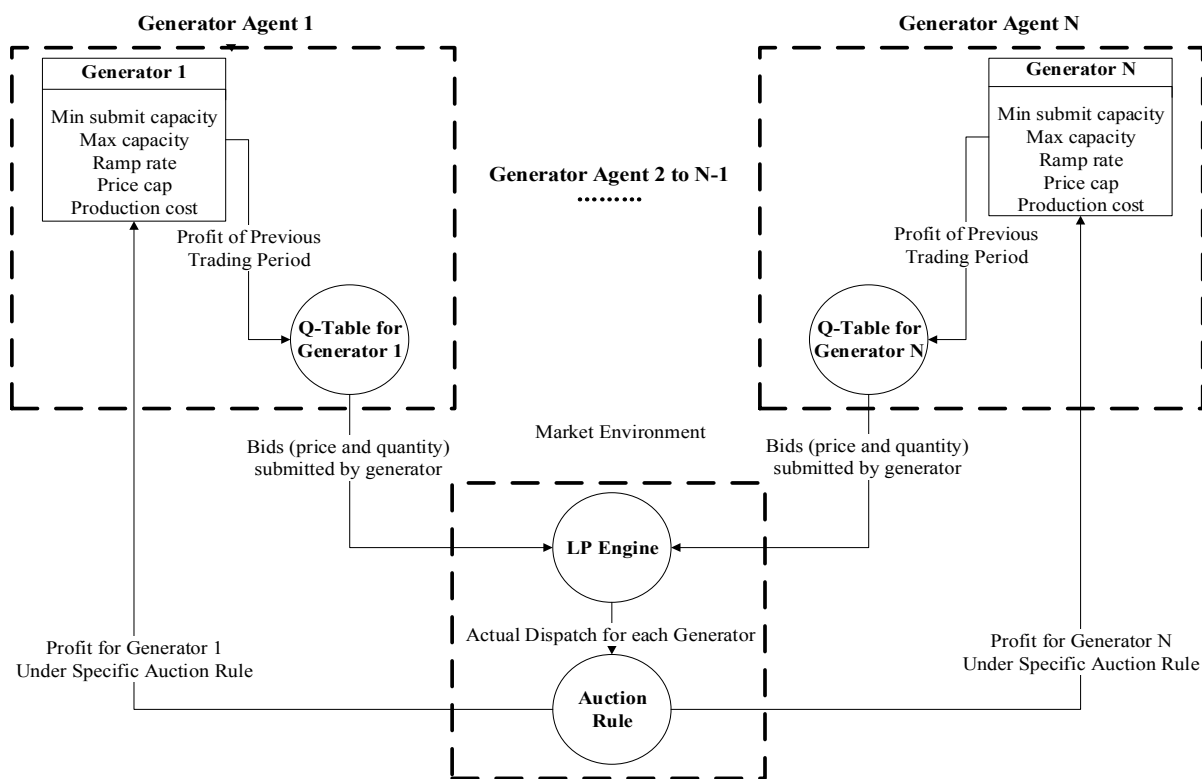 Generator Agent 1
Generator Agent N
Generator 1
Min submit capacity
Max capacity
Ramp rate
Price cap
Production cost
Generator N
Min submit capacity
Max capacity
Ramp rate
Price cap
Production cost
Generator Agent 2 to N-1
.........
Profit of Previous
Trading Period
Profit of Previous
Trading Period
Q-Table for
Generator 1
Q-Table for
Generator N
Bids (price and quantity)
submitted by generator
Market Environment
Bids (price and quantity)
submitted by generator
LP Engine
Actual Dispatch for each Generator
Profit for Generator 1
Under Specific Auction Rule
Profit for Generator N
Under Specific Auction Rule
Auction
Rule